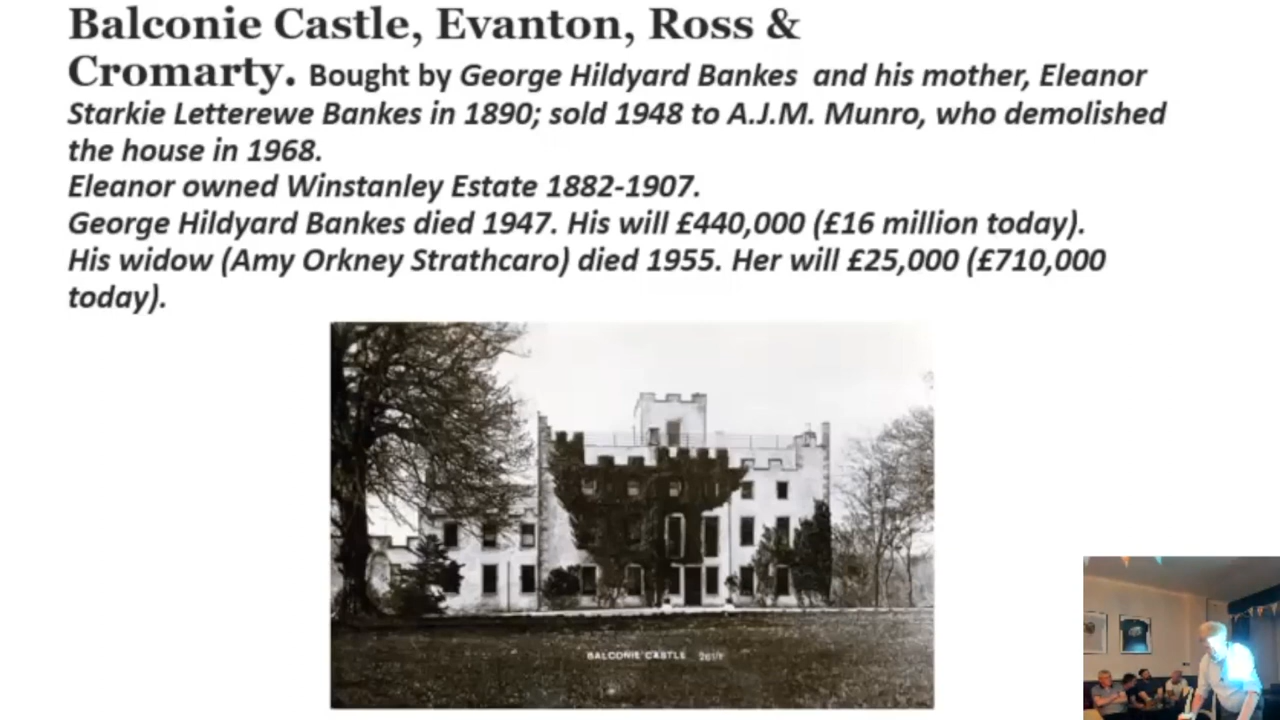 Balconie Castle, Evanton, Ross &
Cromarty. Bought by George Hildyard Bankes and his mother, Eleanor
Starkie Letterewe Bankes in 1890; sold 1948 to A.J.M. Munro, who demolished
the house in 1968.
Eleanor owned Winstanley Estate 1882-1907.
George Hildyard Bankes died 1947. His will £440,000 (£16 million today).
His widow (Amy Orkney Strathcaro) died 1955. Her will £25,000 (£710,000
today).
BALCONIE CASTLE